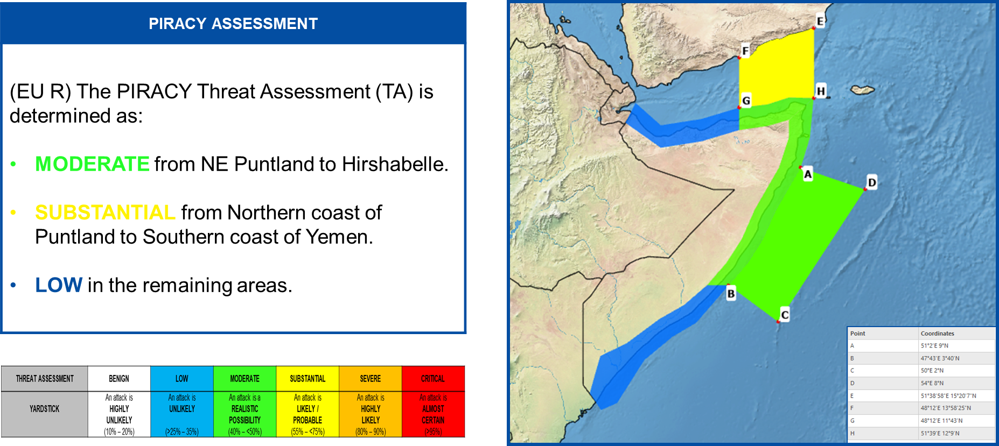 PIRACY ASSESSMENT
(EU R) The PIRACY Threat Assessment (TA) is
determined as:
• MODERATE from NE Puntland to Hirshabelle.
• SUBSTANTIAL from Northern coast of
Puntland to Southern coast of Yemen.
• LOW in the remaining areas.
THREAT ASSESSMENT BENIGN LOW MODERATE SUBSTANTIAL SEVERE CRITICAL
YARDSTICK
An attack is
HIGHLY
UNLIKELY
(10% – 20%)
An attack is
UNLIKELY
(>25% – 35%)
An attack is a
REALISTIC
POSSIBILITY
(40% – <50%)
An attack is
LIKELY /
PROBABLE
(55% – <75%)
An attack is
HIGHLY
LIKELY
(80% – 90%)
An attack is
ALMOST
CERTAIN
(>95%)
E
F
H
G
A
D
B
C
Point Coordinates
A 51°2'E 9°N
B 47°43'E 3°40'N
C 50°E 2°N
D 54°E 8°N
E 51°38'58"E 15°20'7"N
F 48°12'E 13°58'25"N
G 48°12'E 11°43'N
H 51°39'E 12°9'N